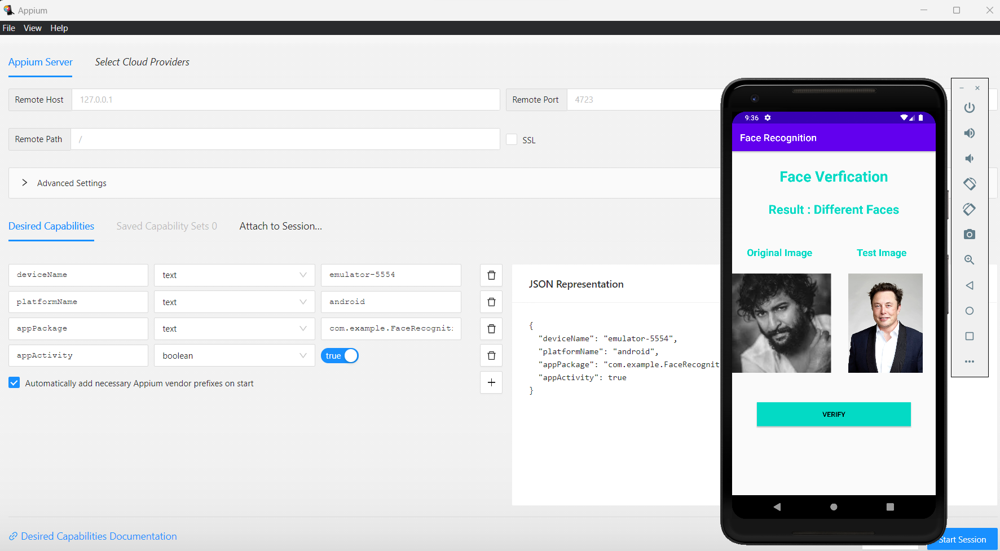 Appium
File View Help
Appium Server Select Cloud Providers
Remote Host 127.0.0.1 Remote Port 4723
Remote Path / SSL
Advanced Settings
Desired Capabilities Saved Capability Sets 0 Attach to Session...
deviceName text emulator-5554
platformName text android
appPackage text com.example.FaceRecogniti
appActivity boolean true
Automatically add necessary Appium vendor prefixes on start
JSON Representation
{
"deviceName": "emulator-5554",
"platformName": "android",
"appPackage": "com.example.FaceRecognit
"appActivity": true
}
Desired Capabilities Documentation
Start Session
9:36
Face Recognition
Face Verfication
Result : Different Faces
Original Image Test Image
VERIFY